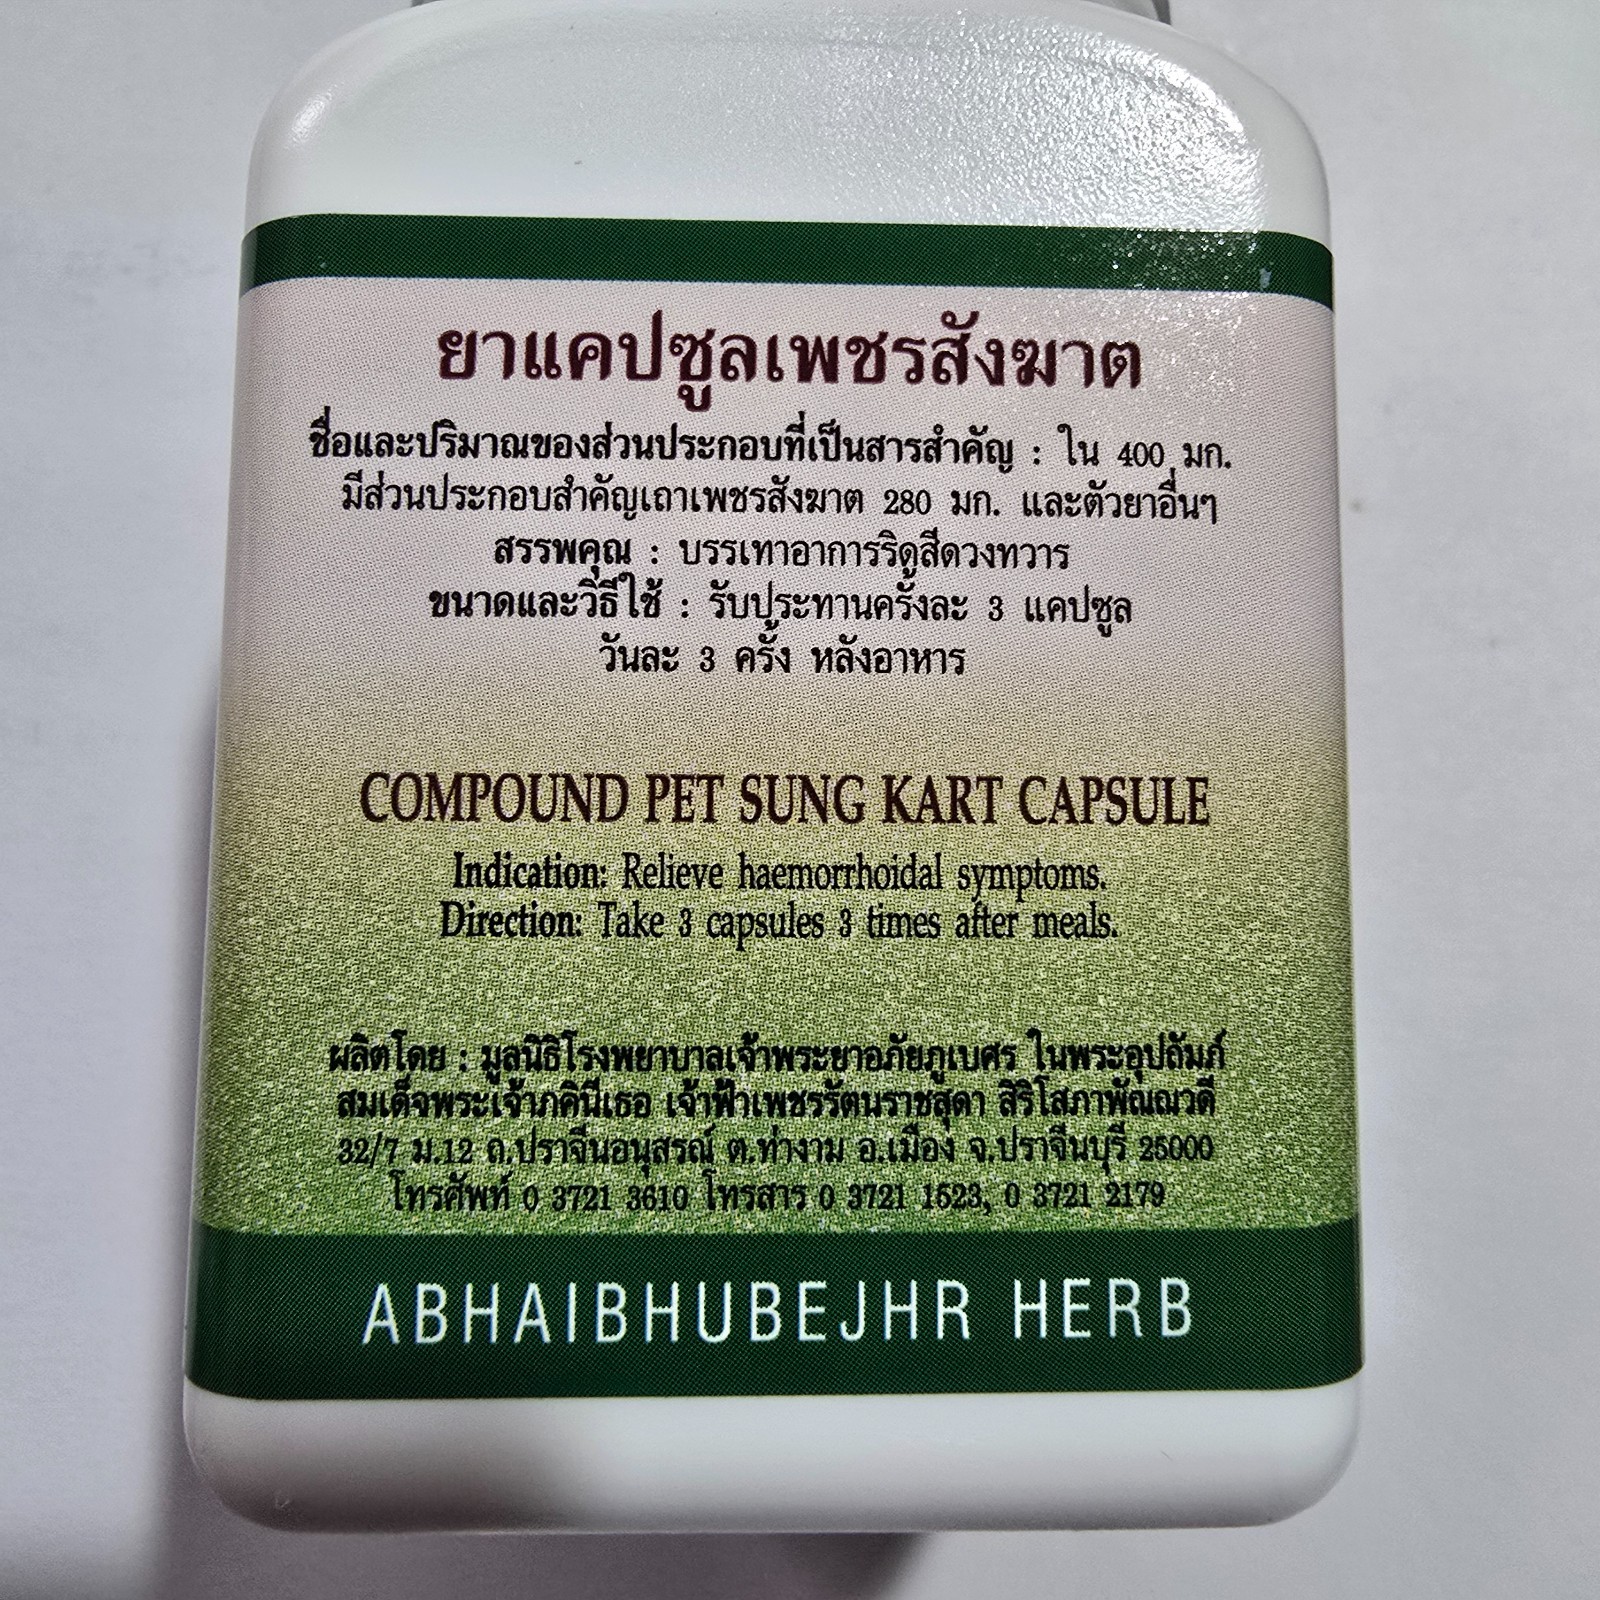 ยาแคปซูลเพชรสังฆาต
ชื่อและปริมาณของส่วนประกอบที่เป็นสารสำคัญ : ใน 400 มก.
มีส่วนประกอบสำคัญเถาเพชรสังฆาต 280 มก. และตัวยาอื่นๆ
สรรพคุณ : บรรเทาอาการริดสีดวงทวาร
ขนาดและวิธีใช้ : รับประทานครั้งละ 3 แคปซูล
วันละ 3 ครั้ง หลังอาหาร
COMPOUND PET SUNG KART CAPSULE
Indication: Relieve haemorrhoidal symptoms.
Direction: Take 3 capsules 3 times after meals.
ผลิตโดย : มูลนิธิโรงพยาบาลเจ้าพระยาอภัยภูเบศร ในพระอุปถัมภ์
สมเด็จพระเจ้าภคินีเธอ เจ้าฟ้าเพชรรัตนราชสุดา สิริโสภาพัณณวดี
32/7 ม.12 ถ.ปราจีนอนุสรณ์ ต.ท่างาม อ.เมือง จ.ปราจีนบุรี 25000
โทรศัพท์ 0 3721 3610 โทรสาร 0 3721 1523, 0 3721 2179
ABHAIBHUBEJHR HERB